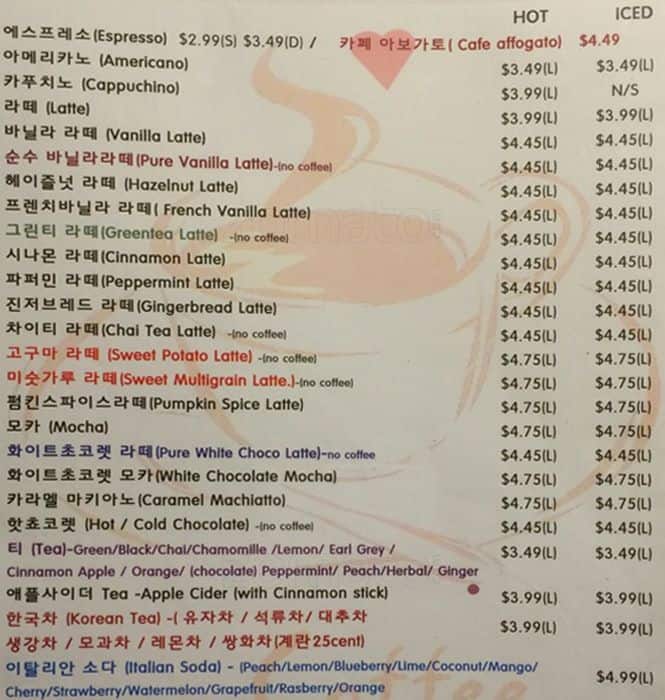 HOT ICED
에스프레소(Espresso) $2.99(S) $3.49(D) / 카페 아보가토( Cafe affogato) $4.49
아메리카노 (Americano) $3.49(L) $3.49(L)
카푸치노 (Cappuchino) $3.99(L) N/S
라떼 (Latte) $3.99(L) $3.99(L)
바닐라 라떼 (Vanilla Latte) $4.45(L) $4.45(L)
순수 바닐라라떼(Pure Vanilla Latte)-(no coffee) $4.45(L) $4.45(L)
헤이즐넛 라떼 (Hazelnut Latte) $4.45(L) $4.45(L)
프렌치바닐라 라떼( French Vanilla Latte) $4.45(L) $4.45(L)
그린티 라떼(Greentea Latte) -(no coffee) $4.45(L) $4.45(L)
시나몬 라떼(Cinnamon Latte) $4.45(L) $4.45(L)
파퍼민 라떼(Peppermint Latte) $4.45(L) $4.45(L)
진저브레드 라떼(Gingerbread Latte) $4.45(L) $4.45(L)
차이티 라떼(Chai Tea Latte) -(no coffee) $4.45(L) $4.45(L)
고구마 라떼 (Sweet Potato Latte) -(no coffee) $4.75(L) $4.75(L)
미숫가루 라떼(Sweet Multigrain Latte.)-(no coffee) $4.75(L) $4.75(L)
펌킨스파이스라떼(Pumpkin Spice Latte) $4.75(L) $4.75(L)
모카 (Mocha) $4.75(L) $4.75(L)
화이트초코렛 라떼(Pure White Choco Latte)-no coffee $4.45(L) $4.45(L)
화이트초코렛 모카(White Chocolate Mocha) $4.75(L) $4.75(L)
카라멜 마키아노(Caramel Machiatto) $4.75(L) $4.75(L)
핫쵸코렛 (Hot / Cold Chocolate) -(no coffee) $4.45(L) $4.45(L)
티 (Tea)-Green/Black/Chai/Chamomille /Lemon/ Earl Grey / $3.49(L) $3.49(L)
Cinnamon Apple / Orange/ (chocolate) Peppermint/ Peach/Herbal/ Ginger
애플사이더 Tea -Apple Cider (with Cinnamon stick) $3.99(L) $3.99(L)
한국차 (Korean Tea) -( 유자차 / 석류차/ 대추차
생강차 / 모과차 / 레몬차 / 쌍화차(계란25cent) $3.99(L) $3.99(L)
이탈리안 소다 (Italian Soda) - (Peach/Lemon/Blueberry/Lime/Coconut/Mango/
Cherry/Strawberry/Watermelon/Grapefruit/Rasberry/Orange $4.99(L)